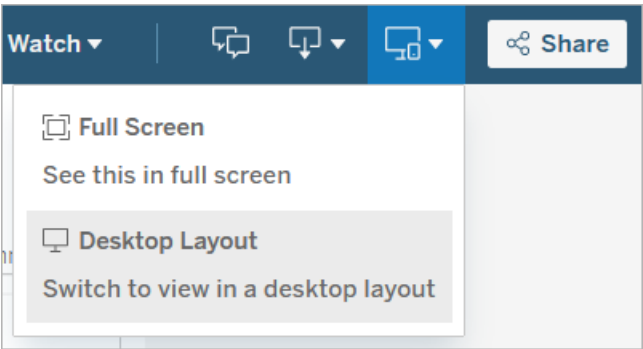 Watch
Share
Full Screen
See this in full screen
Desktop Layout
Switch to view in a desktop layout